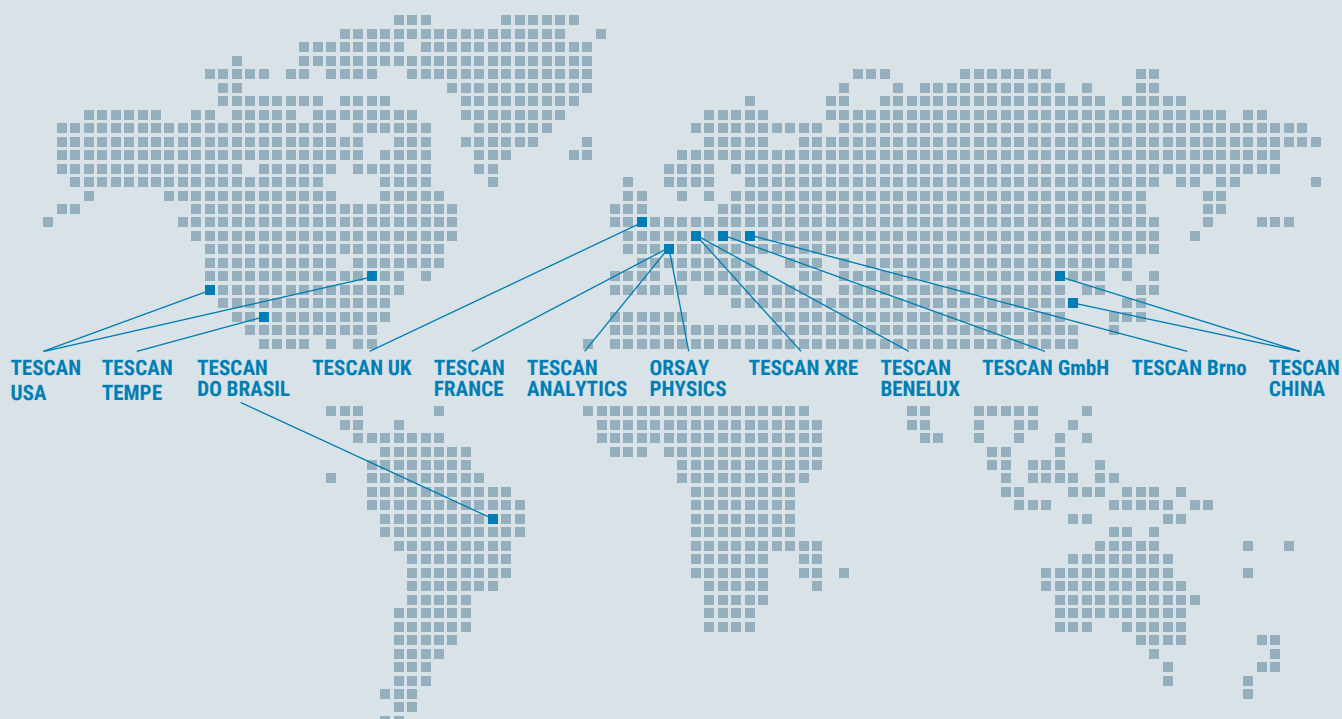 TESCAN
USA
TESCAN
TEMPE
TESCAN
DO BRASIL
TESCAN UK
TESCAN
FRANCE
TESCAN
ANALYTICS
ORSAY
PHYSICS
TESCAN XRE
TESCAN
BENELUX
TESCAN GmbH
TESCAN Brno
TESCAN
CHINA